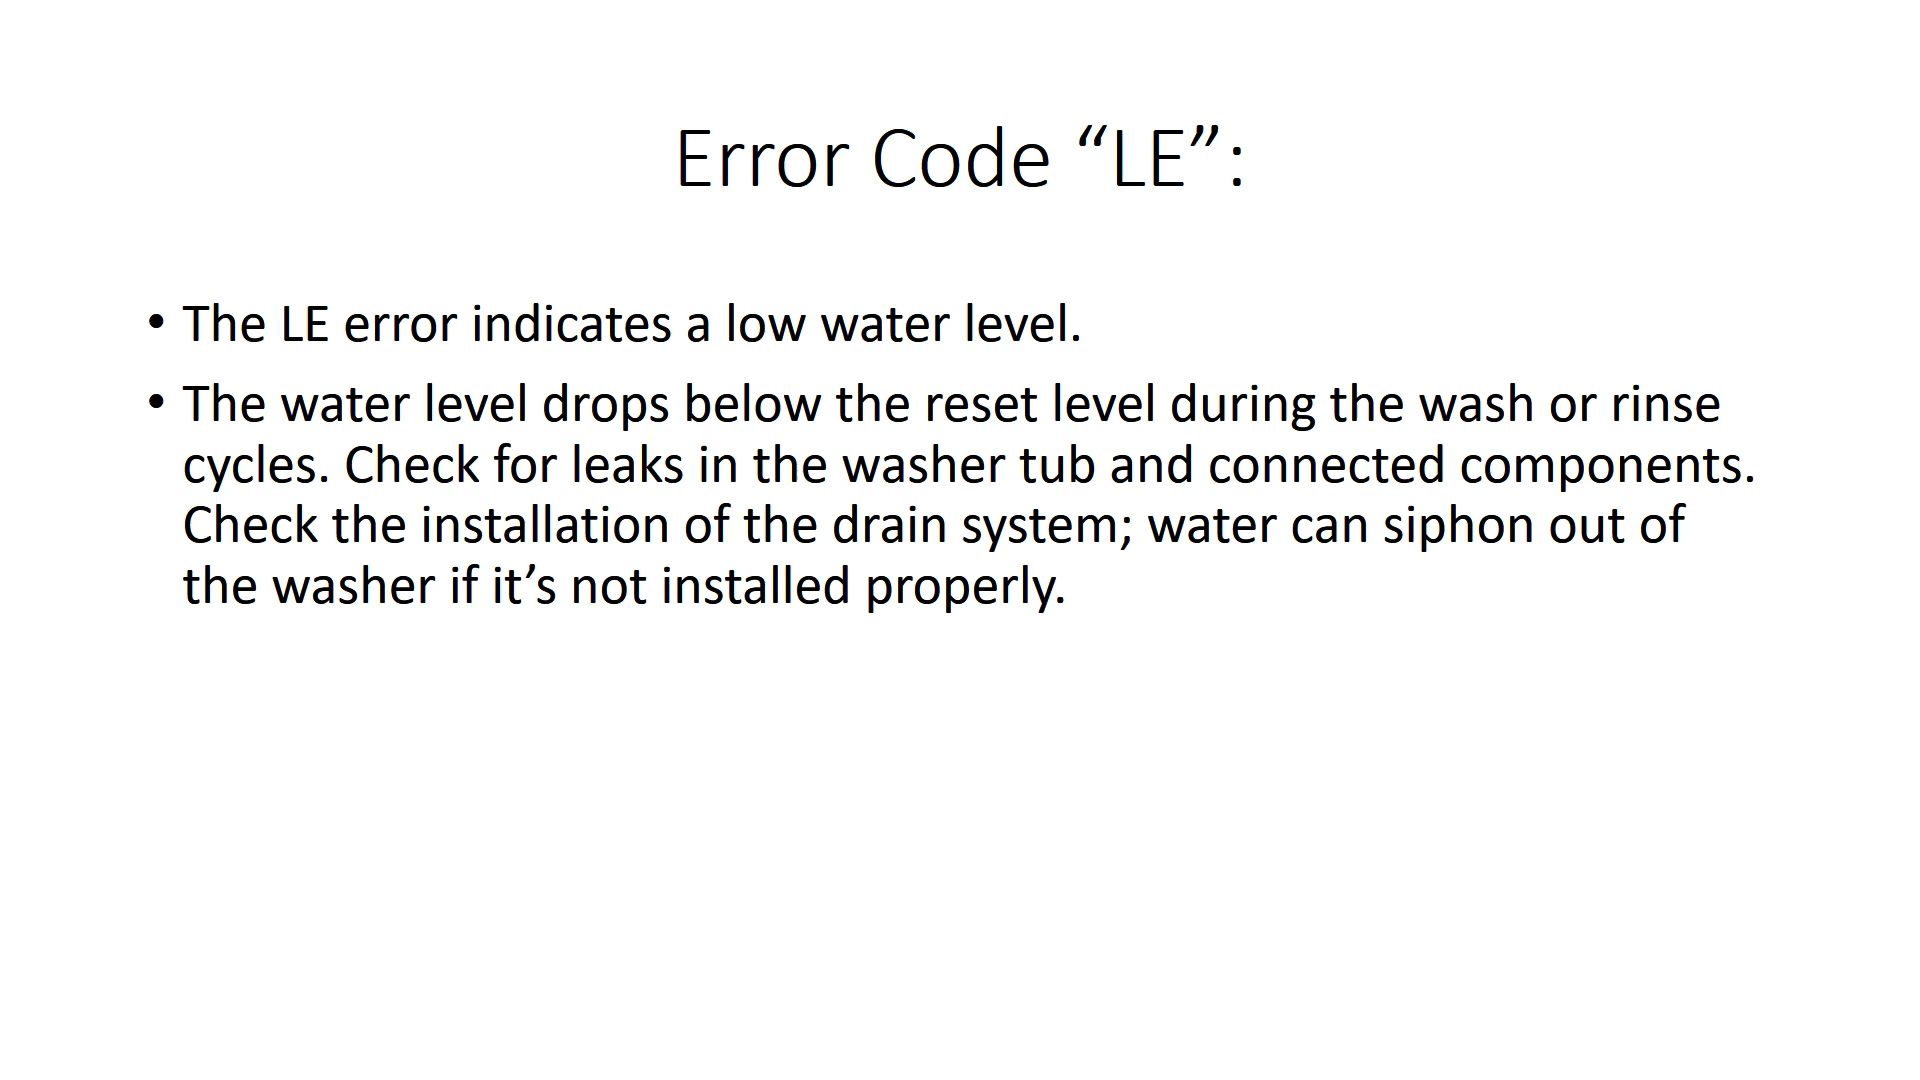 Error Code “LE”:
• The LE error indicates a low water level.
• The water level drops below the reset level during the wash or rinse
cycles. Check for leaks in the washer tub and connected components.
Check the installation of the drain system; water can siphon out of
the washer if it’s not installed properly.